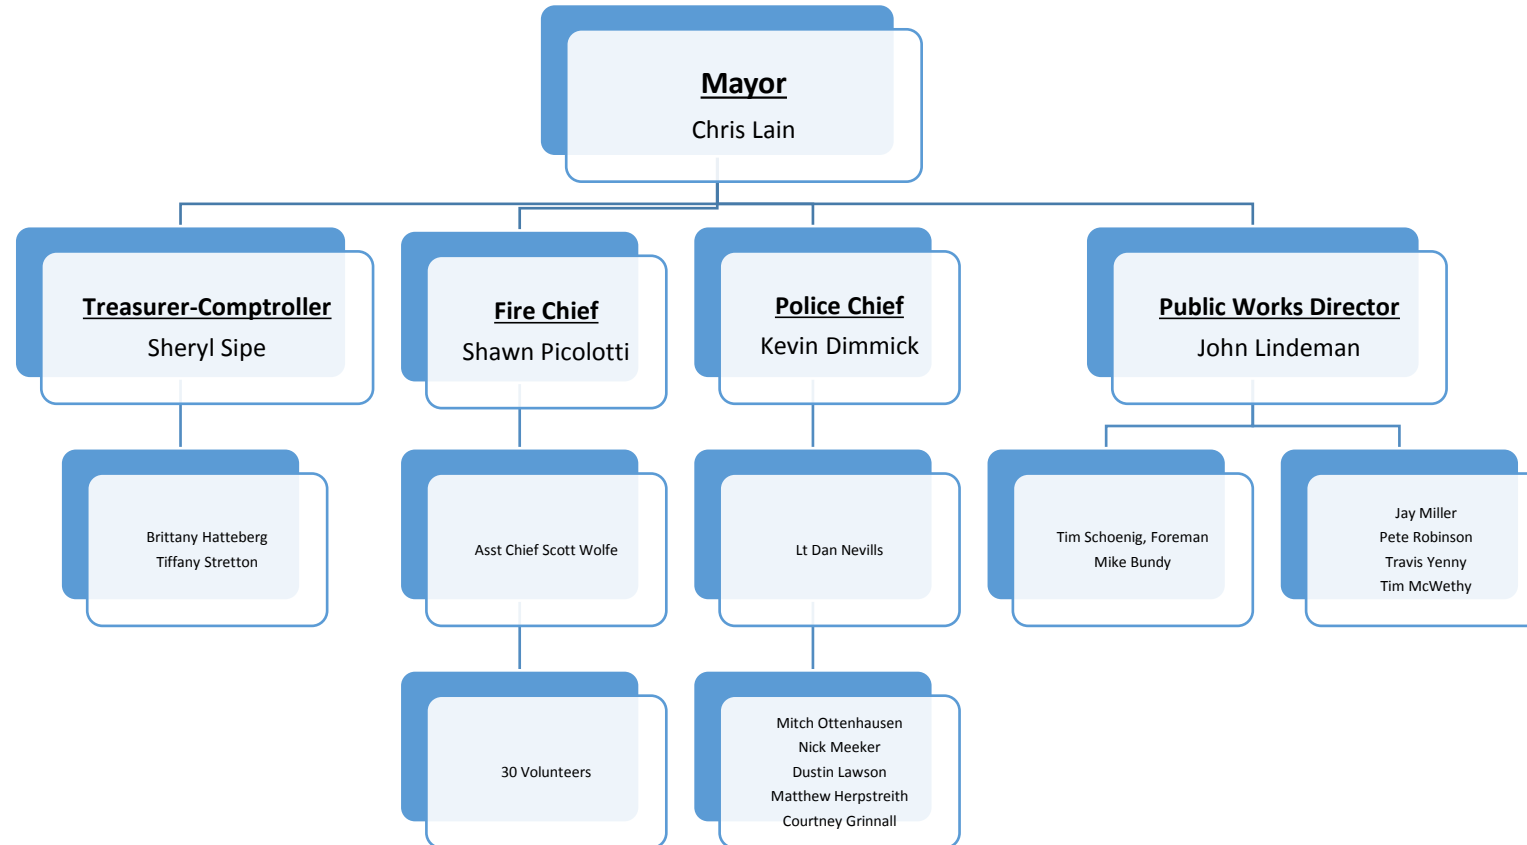 Mayor
Chris Lain
Treasurer-Comptroller
Sheryl Sipe
Fire Chief
Shawn Picolotti
Police Chief
Kevin Dimmick
Public Works Director
John Lindeman
Brittany Hatteberg
Tiffany Stretton
Asst Chief Scott Wolfe
Lt Dan Nevills
Tim Schoenig, Foreman
Mike Bundy
Jay Miller
Pete Robinson
Travis Yenny
Tim McWethy
30 Volunteers
Mitch Ottenhausen
Nick Meeker
Dustin Lawson
Matthew Herpstreith
Courtney Grinnall